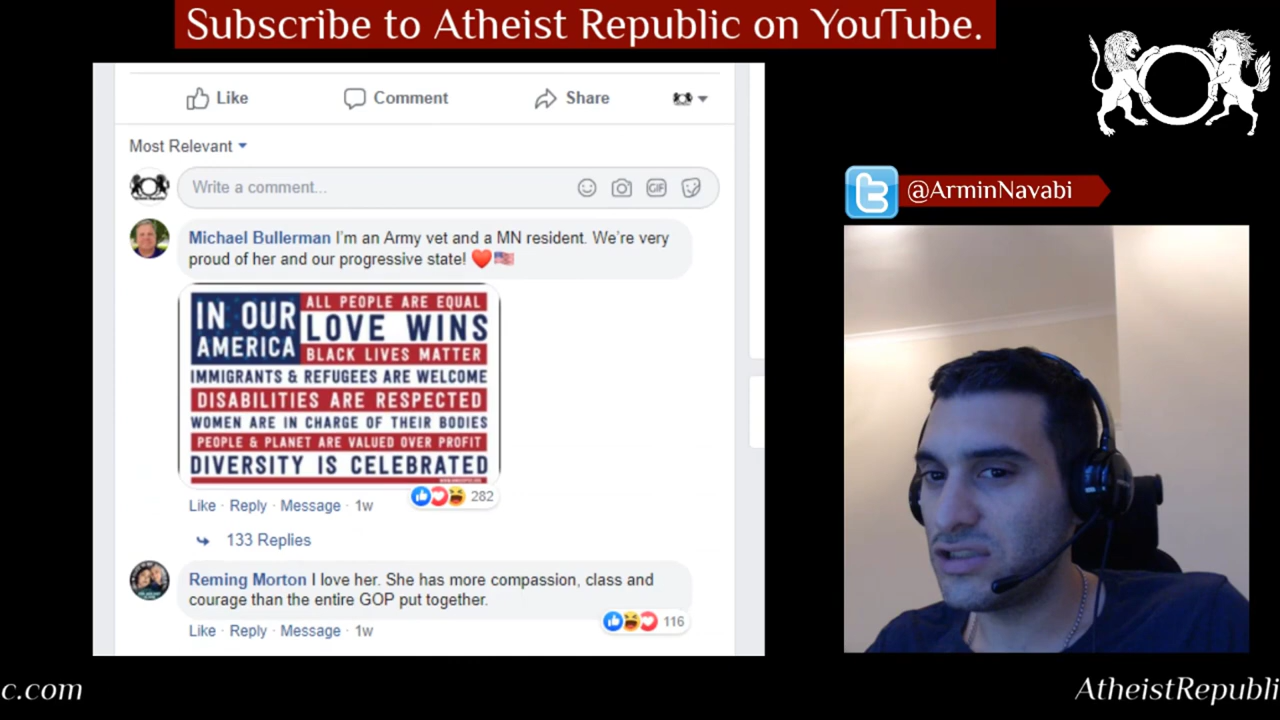 Subscribe to Atheist Republic on YouTube.
Like Comment Share
Most Relevant
Write a comment...
GIF
Michael Bullerman I'm an Army vet and a MN resident. We're very
proud of her and our progressive state! ❤️🇺🇸
IN OUR
AMERICA
ALL PEOPLE ARE EQUAL
LOVE WINS
BLACK LIVES MATTER
IMMIGRANTS & REFUGEES ARE WELCOME
DISABILITIES ARE RESPECTED
WOMEN ARE IN CHARGE OF THEIR BODIES
PEOPLE & PLANET ARE VALUED OVER PROFIT
DIVERSITY IS CELEBRATED
Like · Reply · Message · 1w
282
133 Replies
Reming Morton I love her. She has more compassion, class and
courage than the entire GOP put together.
116
Like · Reply · Message · 1w
@ArminNavabi
c.com
AtheistRepubli